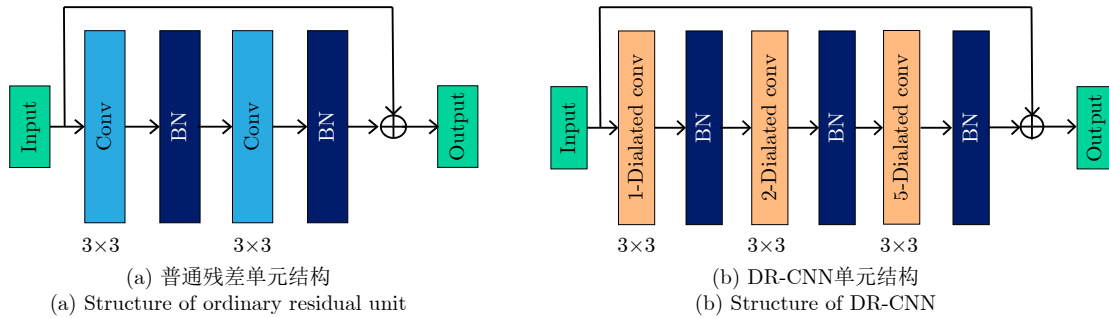 Input
Conv
BN
Conv
BN
Output
3×3
3×3
(a) 普通残差单元结构
(a) Structure of ordinary residual unit
Input
1-Dialated conv
BN
2-Dialated conv
BN
5-Dialated conv
BN
Output
3×3
3×3
3×3
(b) DR-CNN单元结构
(b) Structure of DR-CNN